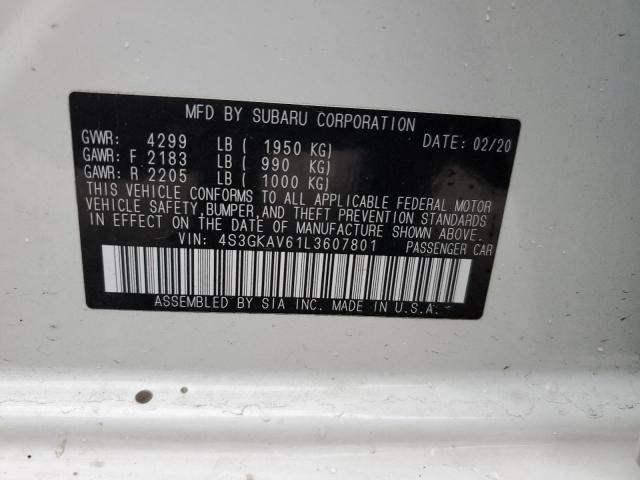 MFD BY SUBARU CORPORATION
GVWR: 4299 LB ( 1950 KG) DATE: 02/20
GAWR: F 2183 LB ( 990 KG)
GAWR: R 2205 LB ( 1000 KG)
THIS VEHICLE CONFORMS TO ALL APPLICABLE FEDERAL MOTOR
VEHICLE SAFETY, BUMPER, AND THEFT PREVENTION STANDARDS
IN EFFECT ON THE DATE OF MANUFACTURE SHOWN ABOVE.
VIN: 4S3GKAV61L3607801 PASSENGER CAR
ASSEMBLED BY SIA INC. MADE IN U.S.A.